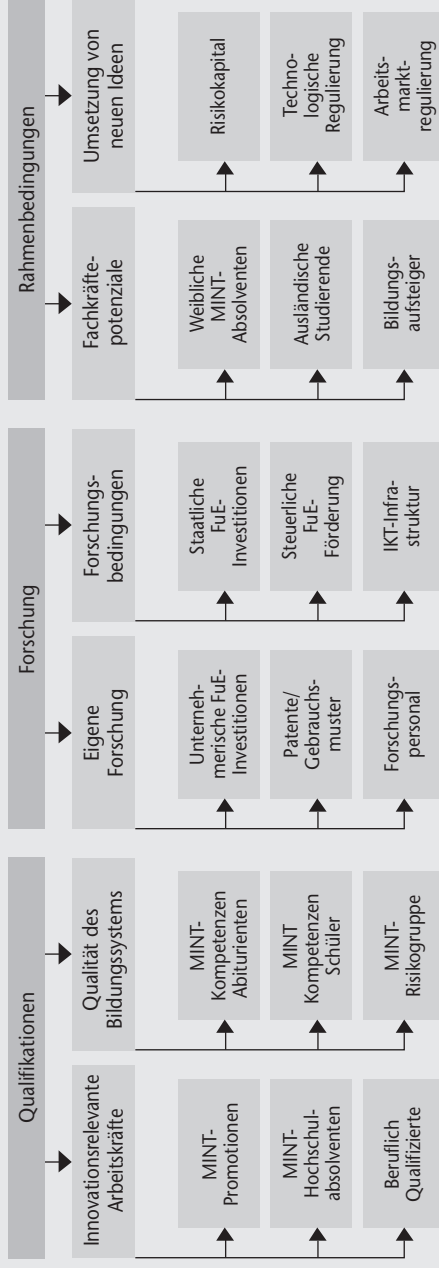 Qualifikationen
Innovationsrelevante
Arbeitskräfte
MINT-
Promotionen
MINT-
Hochschul-
absolventen
Beruflich
Qualifizierte
Qualität des
Bildungssystems
MINT-
Kompetenzen
Abiturienten
MINT
Kompetenzen
Schüler
MINT-
Risikogruppe
Forschung
Eigene
Forschung
Unterneh-
merische FuE-
Investitionen
Patente/
Gebrauchs-
muster
Forschungs-
personal
Forschungs-
bedingungen
Staatliche
FuE-
Investitionen
Steuerliche
FuE-
Förderung
IKT-Infra-
struktur
Rahmenbedingungen
Fachkräfte-
potenziale
Weibliche
MINT-
Absolventen
Ausländische
Studierende
Bildungs-
aufsteiger
Umsetzung von
neuen Ideen
Risikokapital
Techno-
logische
Regulierung
Arbeits-
markt-
regulierung